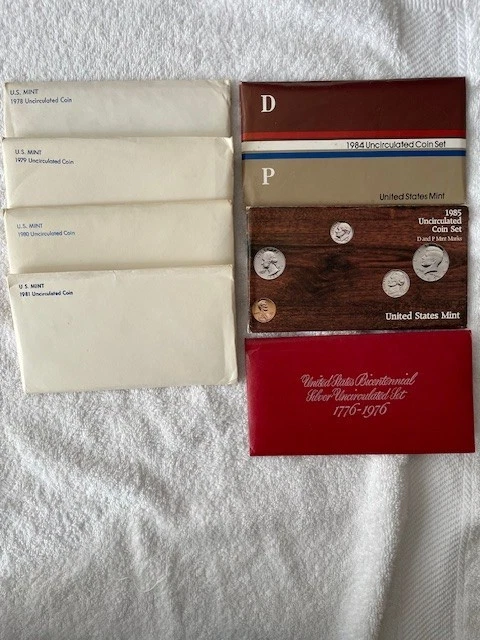 U.S. MINT
1978 Uncirculated Coin
U.S. MINT
1979 Uncirculated Coin
U.S. MINT
1980 Uncirculated Coin
U.S. MINT
1981 Uncirculated Coin
D
1984 Uncirculated Coin Set
P
United States Mint
1985
Uncirculated
Coin Set
D and P Mint Marks
United States Mint
United States Bicentennial
Silver Uncirculated Set
1776-1976